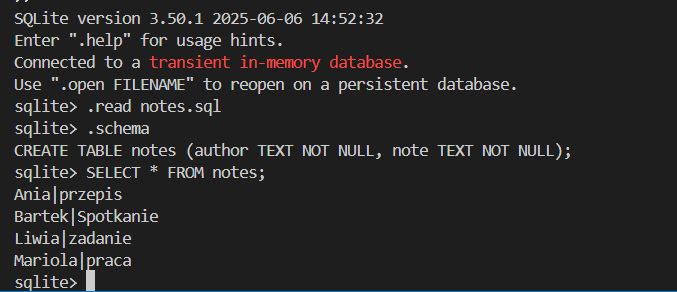 SQLite version 3.50.1 2025-06-06 14:52:32
Enter ".help" for usage hints.
Connected to a transient in-memory database.
Use ".open FILENAME" to reopen on a persistent database.
sqlite> .read notes.sql
sqlite> .schema
CREATE TABLE notes (author TEXT NOT NULL, note TEXT NOT NULL);
sqlite> SELECT * FROM notes;
Ania|przepis
Bartek|Spotkanie
Liwia|zadanie
Mariola|praca
sqlite>